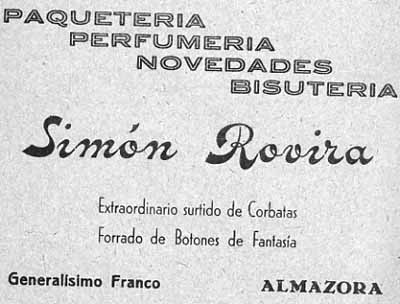 PAQUETERIA
PERFUMERIA
NOVEDADES
BISUTERIA
Simón Rovira
Extraordinario surtido de Corbatas
Forrado de Botones de Fantasía
Generalísimo Franco ALMAZORA